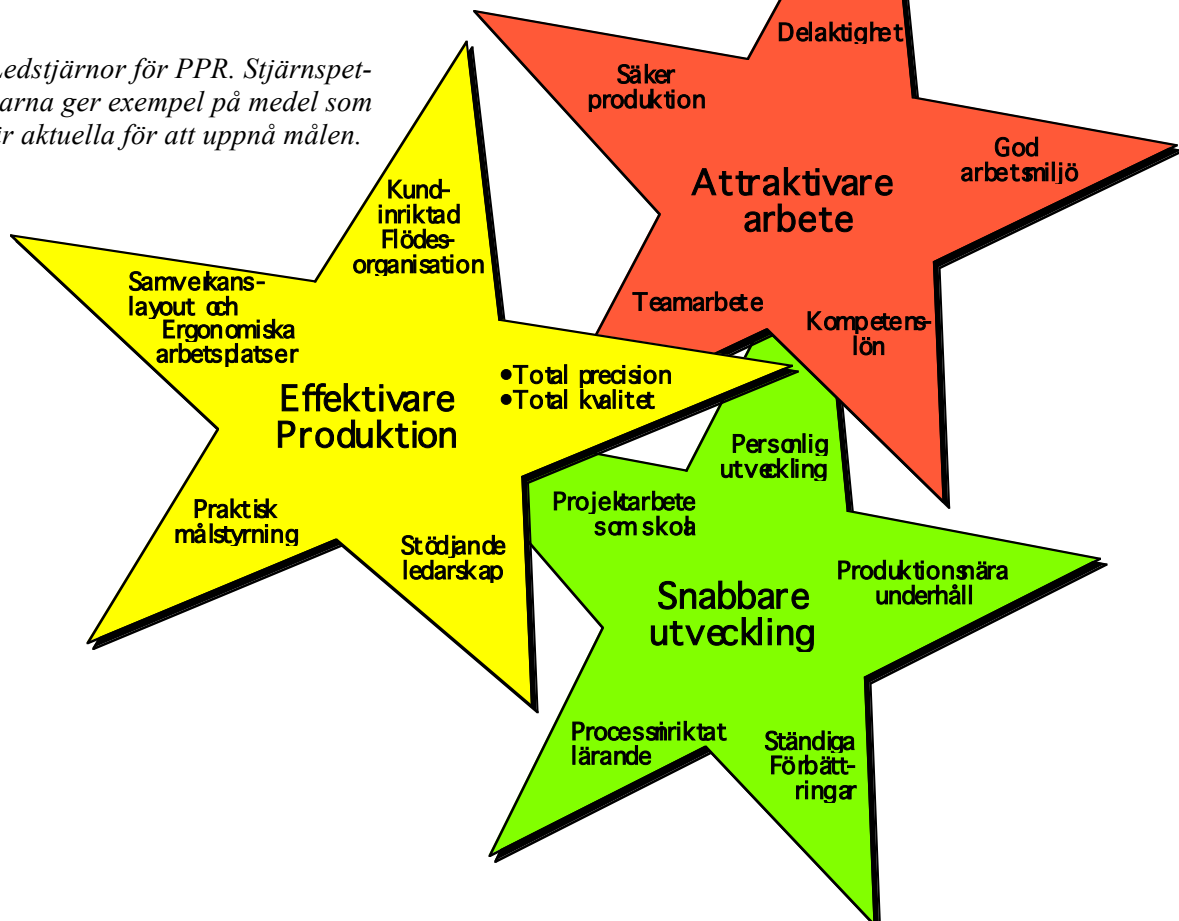 edstjärnor för PPR. Stjärnspet-
arna ger exempel på medel som
r aktuella för att uppnå målen.
Delaktighet
Säker
produktion
God
arbetsmiljö
Attraktivare
arbete
Teamarbete
Kompetens-
lön
Kund-
inriktad
Flödes-
organisation
Samverkans-
layout och
Ergonomiska
arbetsplatser
•Total precision
•Total kvalitet
Effektivare
Produktion
Praktisk
målstyrning
Stödjande
ledarskap
Personlig
utveckling
Projektarbete
som skola
Produktionsnära
underhåll
Snabbare
utveckling
Processinriktat
lärande
Ständiga
Förbätt-
ringar